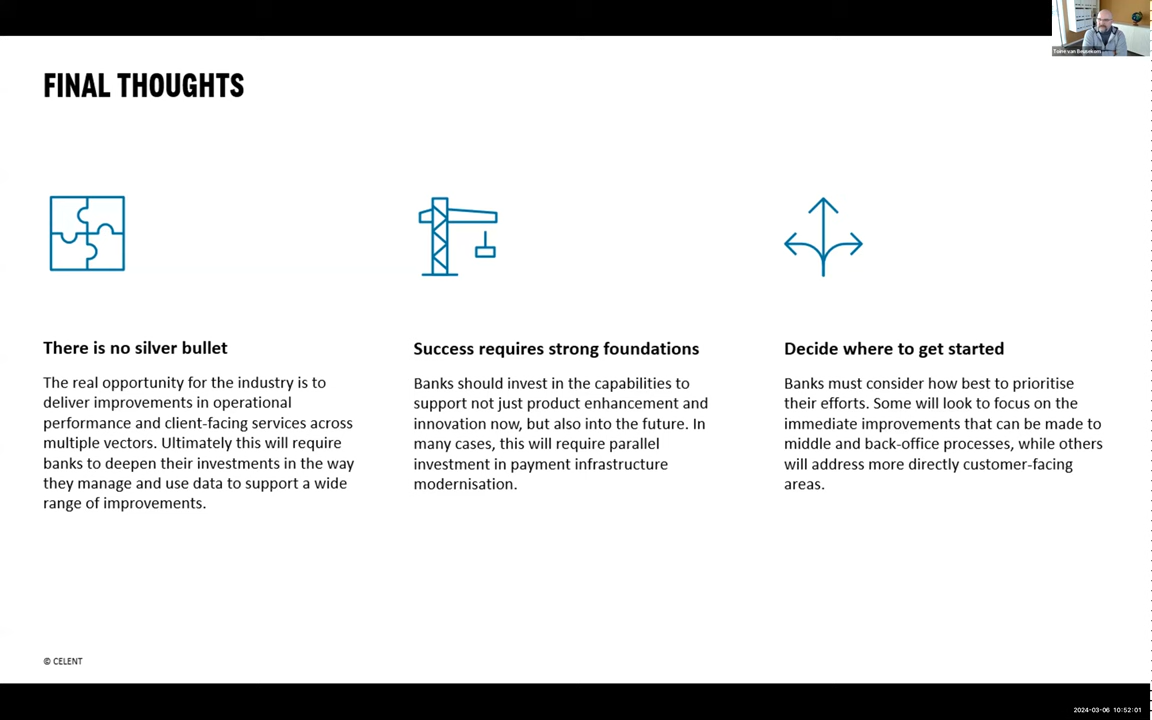 Toine van Beusekom
FINAL THOUGHTS
There is no silver bullet
The real opportunity for the industry is to
deliver improvements in operational
performance and client-facing services across
multiple vectors. Ultimately this will require
banks to deepen their investments in the way
they manage and use data to support a wide
range of improvements.
Success requires strong foundations
Banks should invest in the capabilities to
support not just product enhancement and
innovation now, but also into the future. In
many cases, this will require parallel
investment in payment infrastructure
modernisation.
Decide where to get started
Banks must consider how best to prioritise
their efforts. Some will look to focus on the
immediate improvements that can be made to
middle and back-office processes, while others
will address more directly customer-facing
areas.
© CELENT
2024-03-06 10:52:01